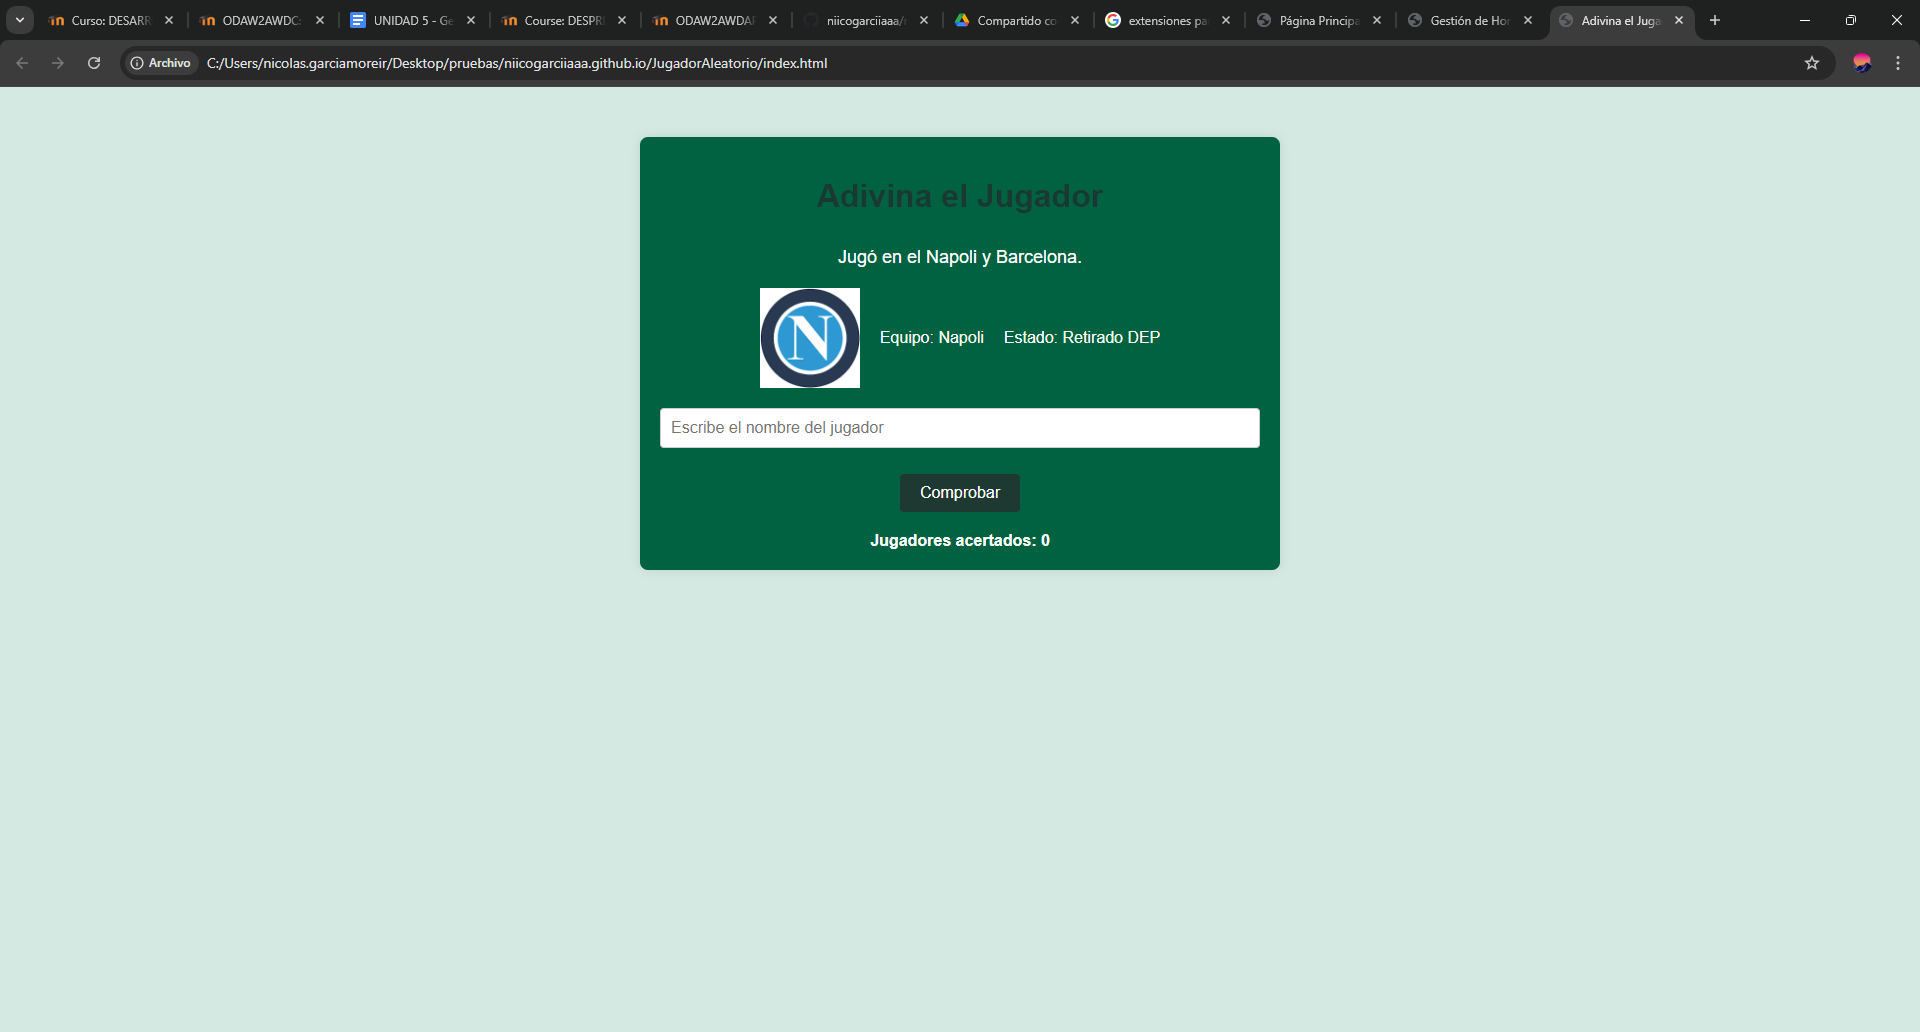 Curso: DESARR
ODAW2AWDC:
UNIDAD 5 - Ge
Course: DESPR
ODAW2AWDA
niicogarciiaaa/
Compartido co
extensiones pa
Página Principa
Gestión de Hor
Adivina el Juga
Archivo
C:/Users/nicolas.garciamoreir/Desktop/pruebas/niicogarciiaaa.github.io/JugadorAleatorio/index.html
Adivina el Jugador
Jugó en el Napoli y Barcelona.
N
Equipo: Napoli
Estado: Retirado DEP
Escribe el nombre del jugador
Comprobar
Jugadores acertados: 0